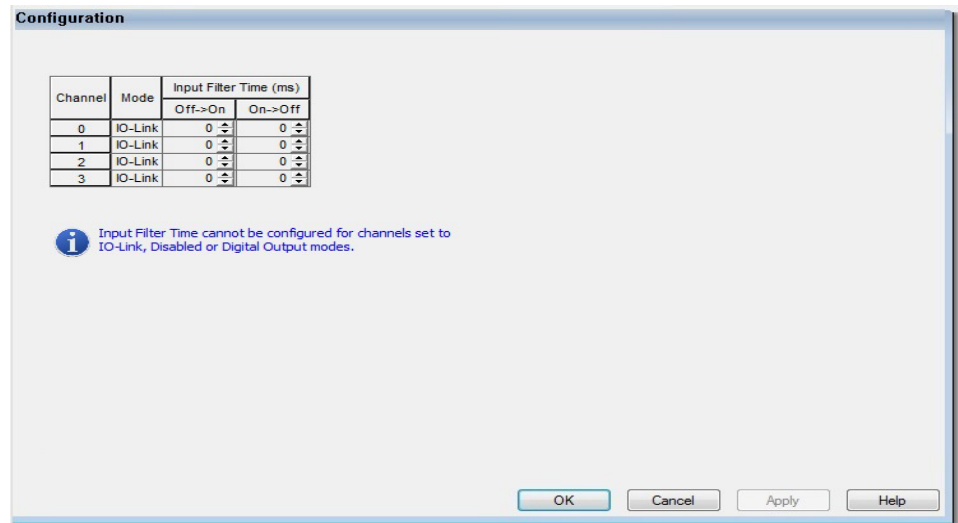 Configuration
Channel Mode Input Filter Time (ms)
Off->On On->Off
0 IO-Link 0 0
1 IO-Link 0 0
2 IO-Link 0 0
3 IO-Link 0 0
Input Filter Time cannot be configured for channels set to
IO-Link, Disabled or Digital Output modes.
OK Cancel Apply Help